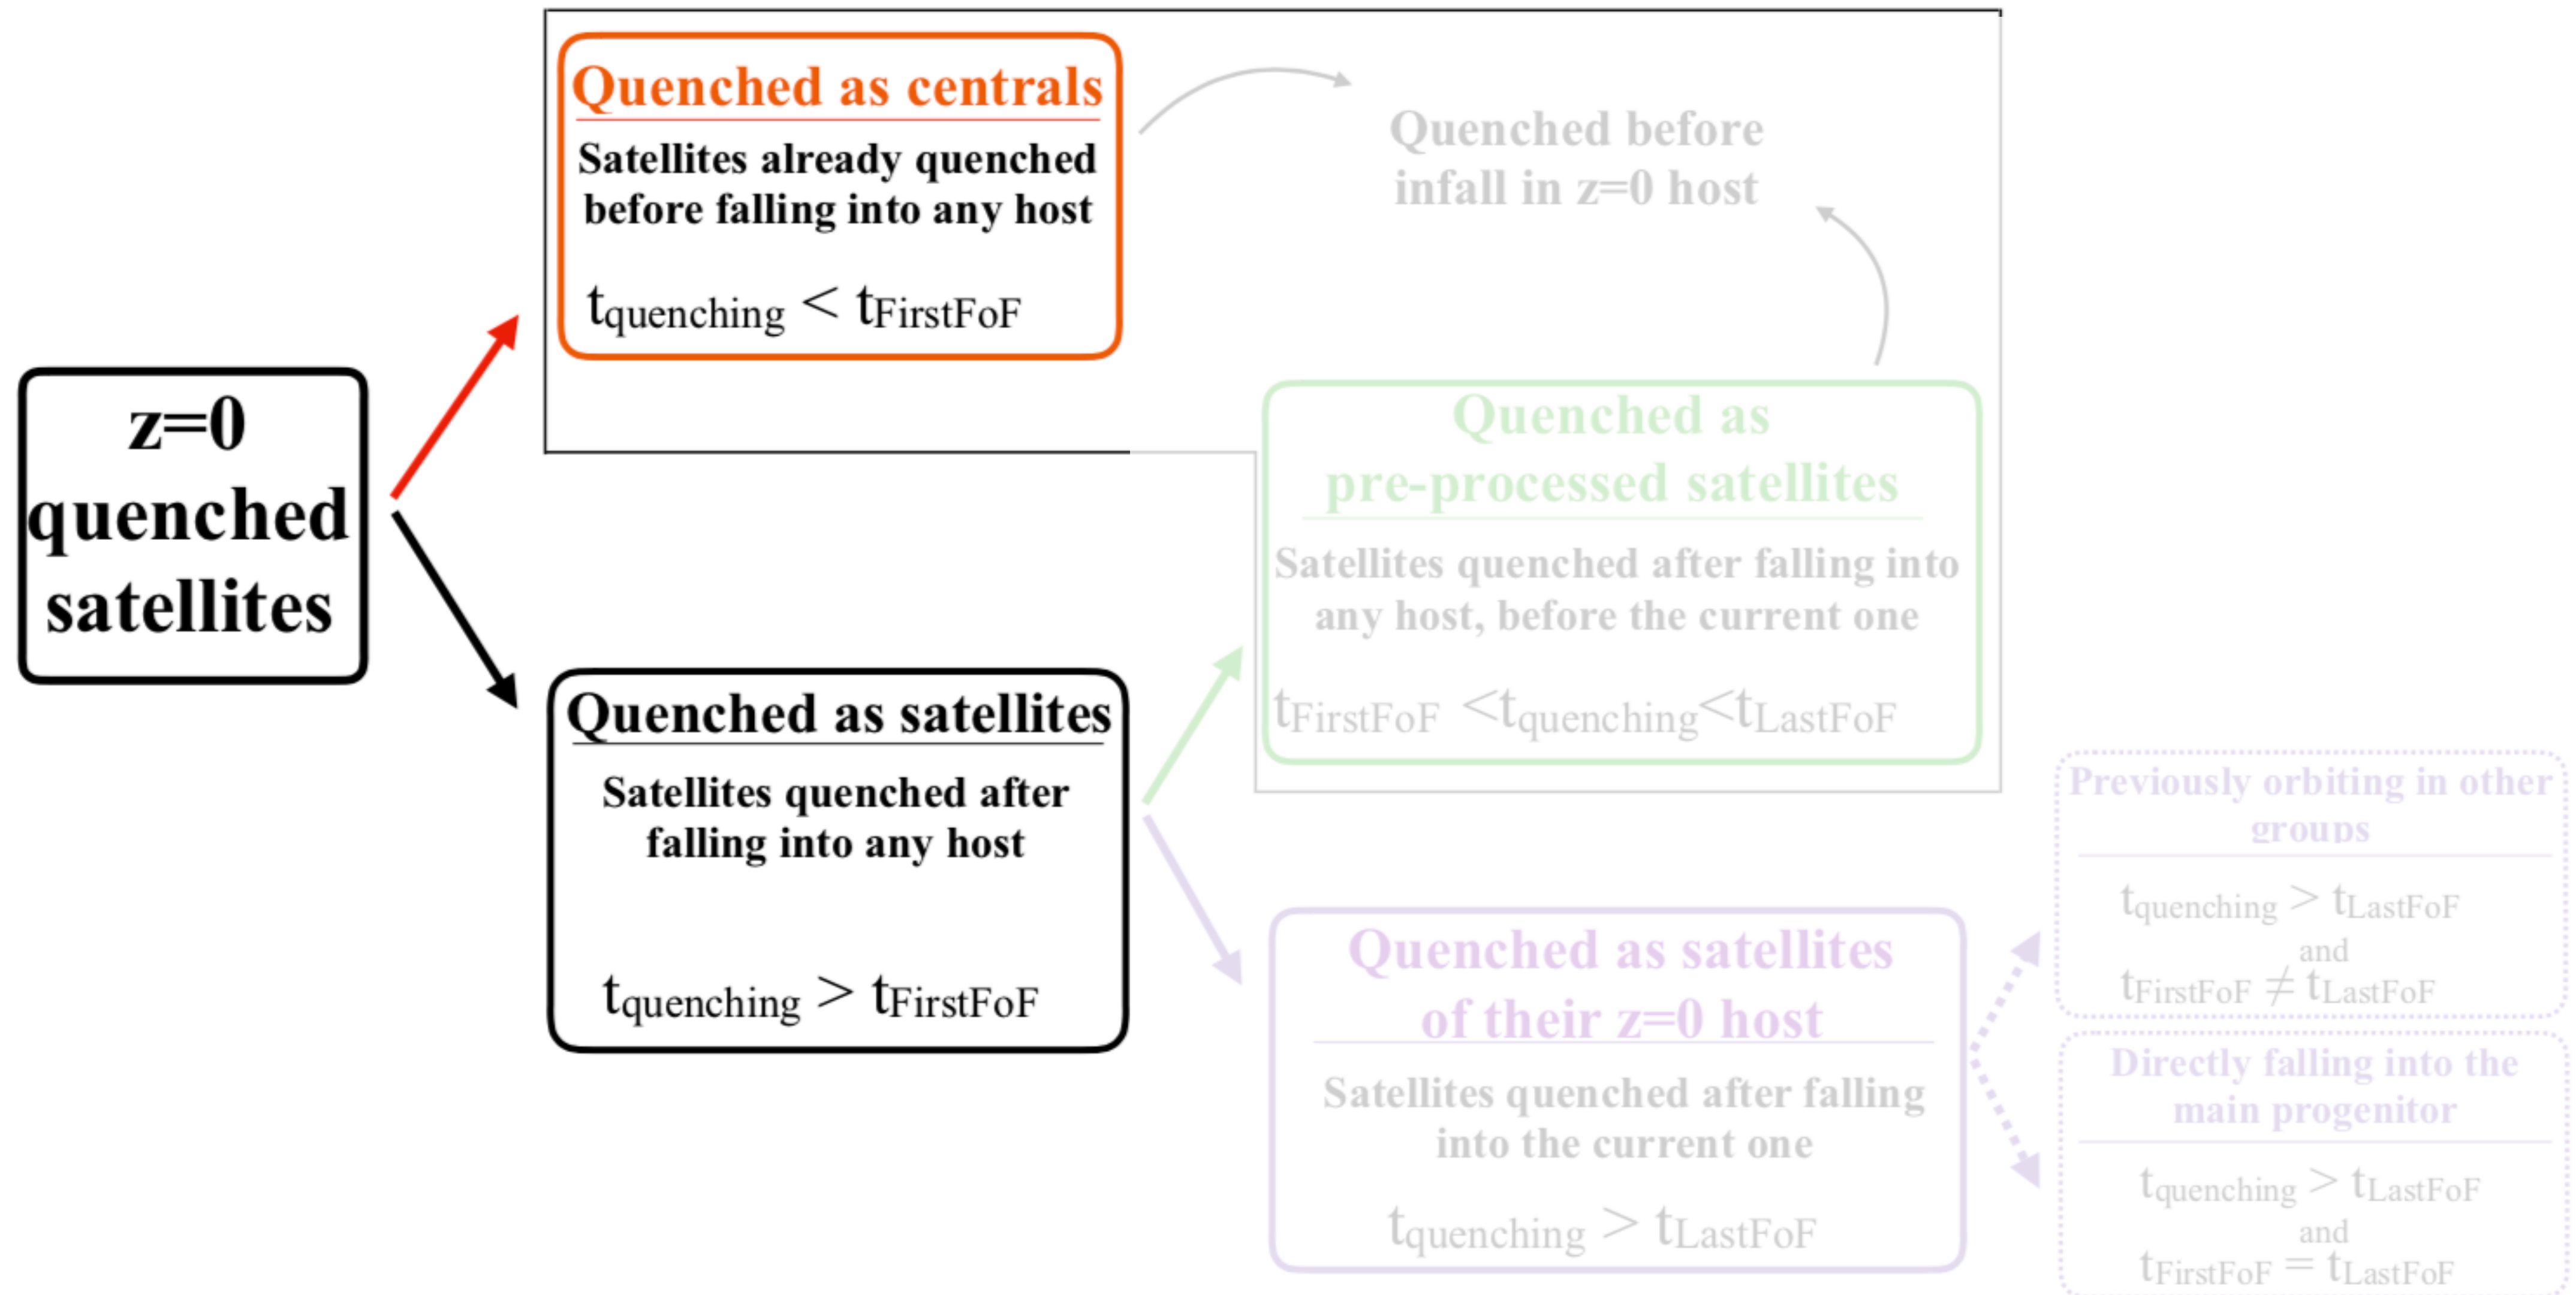 z=0
quenched
satellites
Quenched as centrals
Satellites already quenched
before falling into any host
tquenching < tFirstFoF
Quenched before
infall in z=0 host
Quenched as satellites
Satellites quenched after
falling into any host
tquenching > tFirstFoF
Quenched as
pre-processed satellites
Satellites quenched after falling into
any host, before the current one
tFirstFoF <tquenching<tLastFoF
Quenched as satellites
of their z=0 host
Satellites quenched after falling
into the current one
tquenching > tLastFoF
Previously orbiting in other
groups
tquenching > tLastFoF
and
tFirstFoF ≠ tLastFoF
Directly falling into the
main progenitor
tquenching > tLastFoF
and
tFirstFoF = tLastFoF